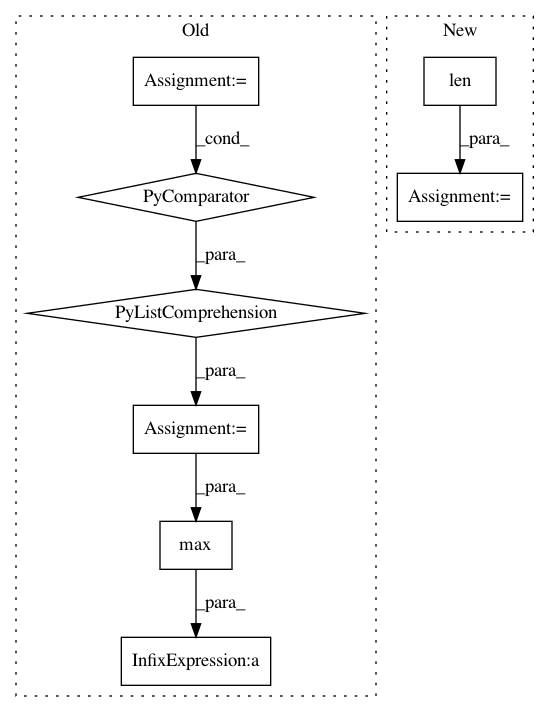 Old
Assignment:=
_cond_
PyComparator
_para_
PyListComprehension
_para_
Assignment:=
_para_
max
_para_
InfixExpression:a
New
len
_para_
Assignment:=